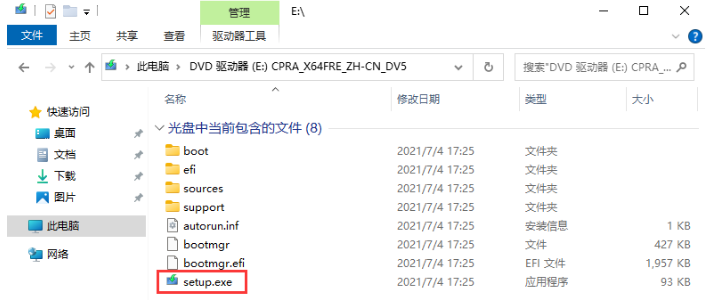 管理 E:\
文件 主页 共享 查看 驱动器工具
此电脑 DVD 驱动器 (E:) CPRA_X64FRE_ZH-CN_DV5 搜索"DVD 驱动器 (E:) CPRA_...
名称 修改日期 类型 大小
快速访问 光盘中当前包含的文件 (8)
桌面 boot 2021/7/4 17:25 文件夹
文档 efi 2021/7/4 17:25 文件夹
下载 sources 2021/7/4 17:25 文件夹
图片 support 2021/7/4 17:25 文件夹
此电脑 autorun.inf 2021/7/4 17:25 安装信息 1 KB
bootmgr 2021/7/4 17:25 文件 427 KB
网络 bootmgr.efi 2021/7/4 17:25 EFI 文件 1,957 KB
setup.exe 2021/7/4 17:25 应用程序 93 KB